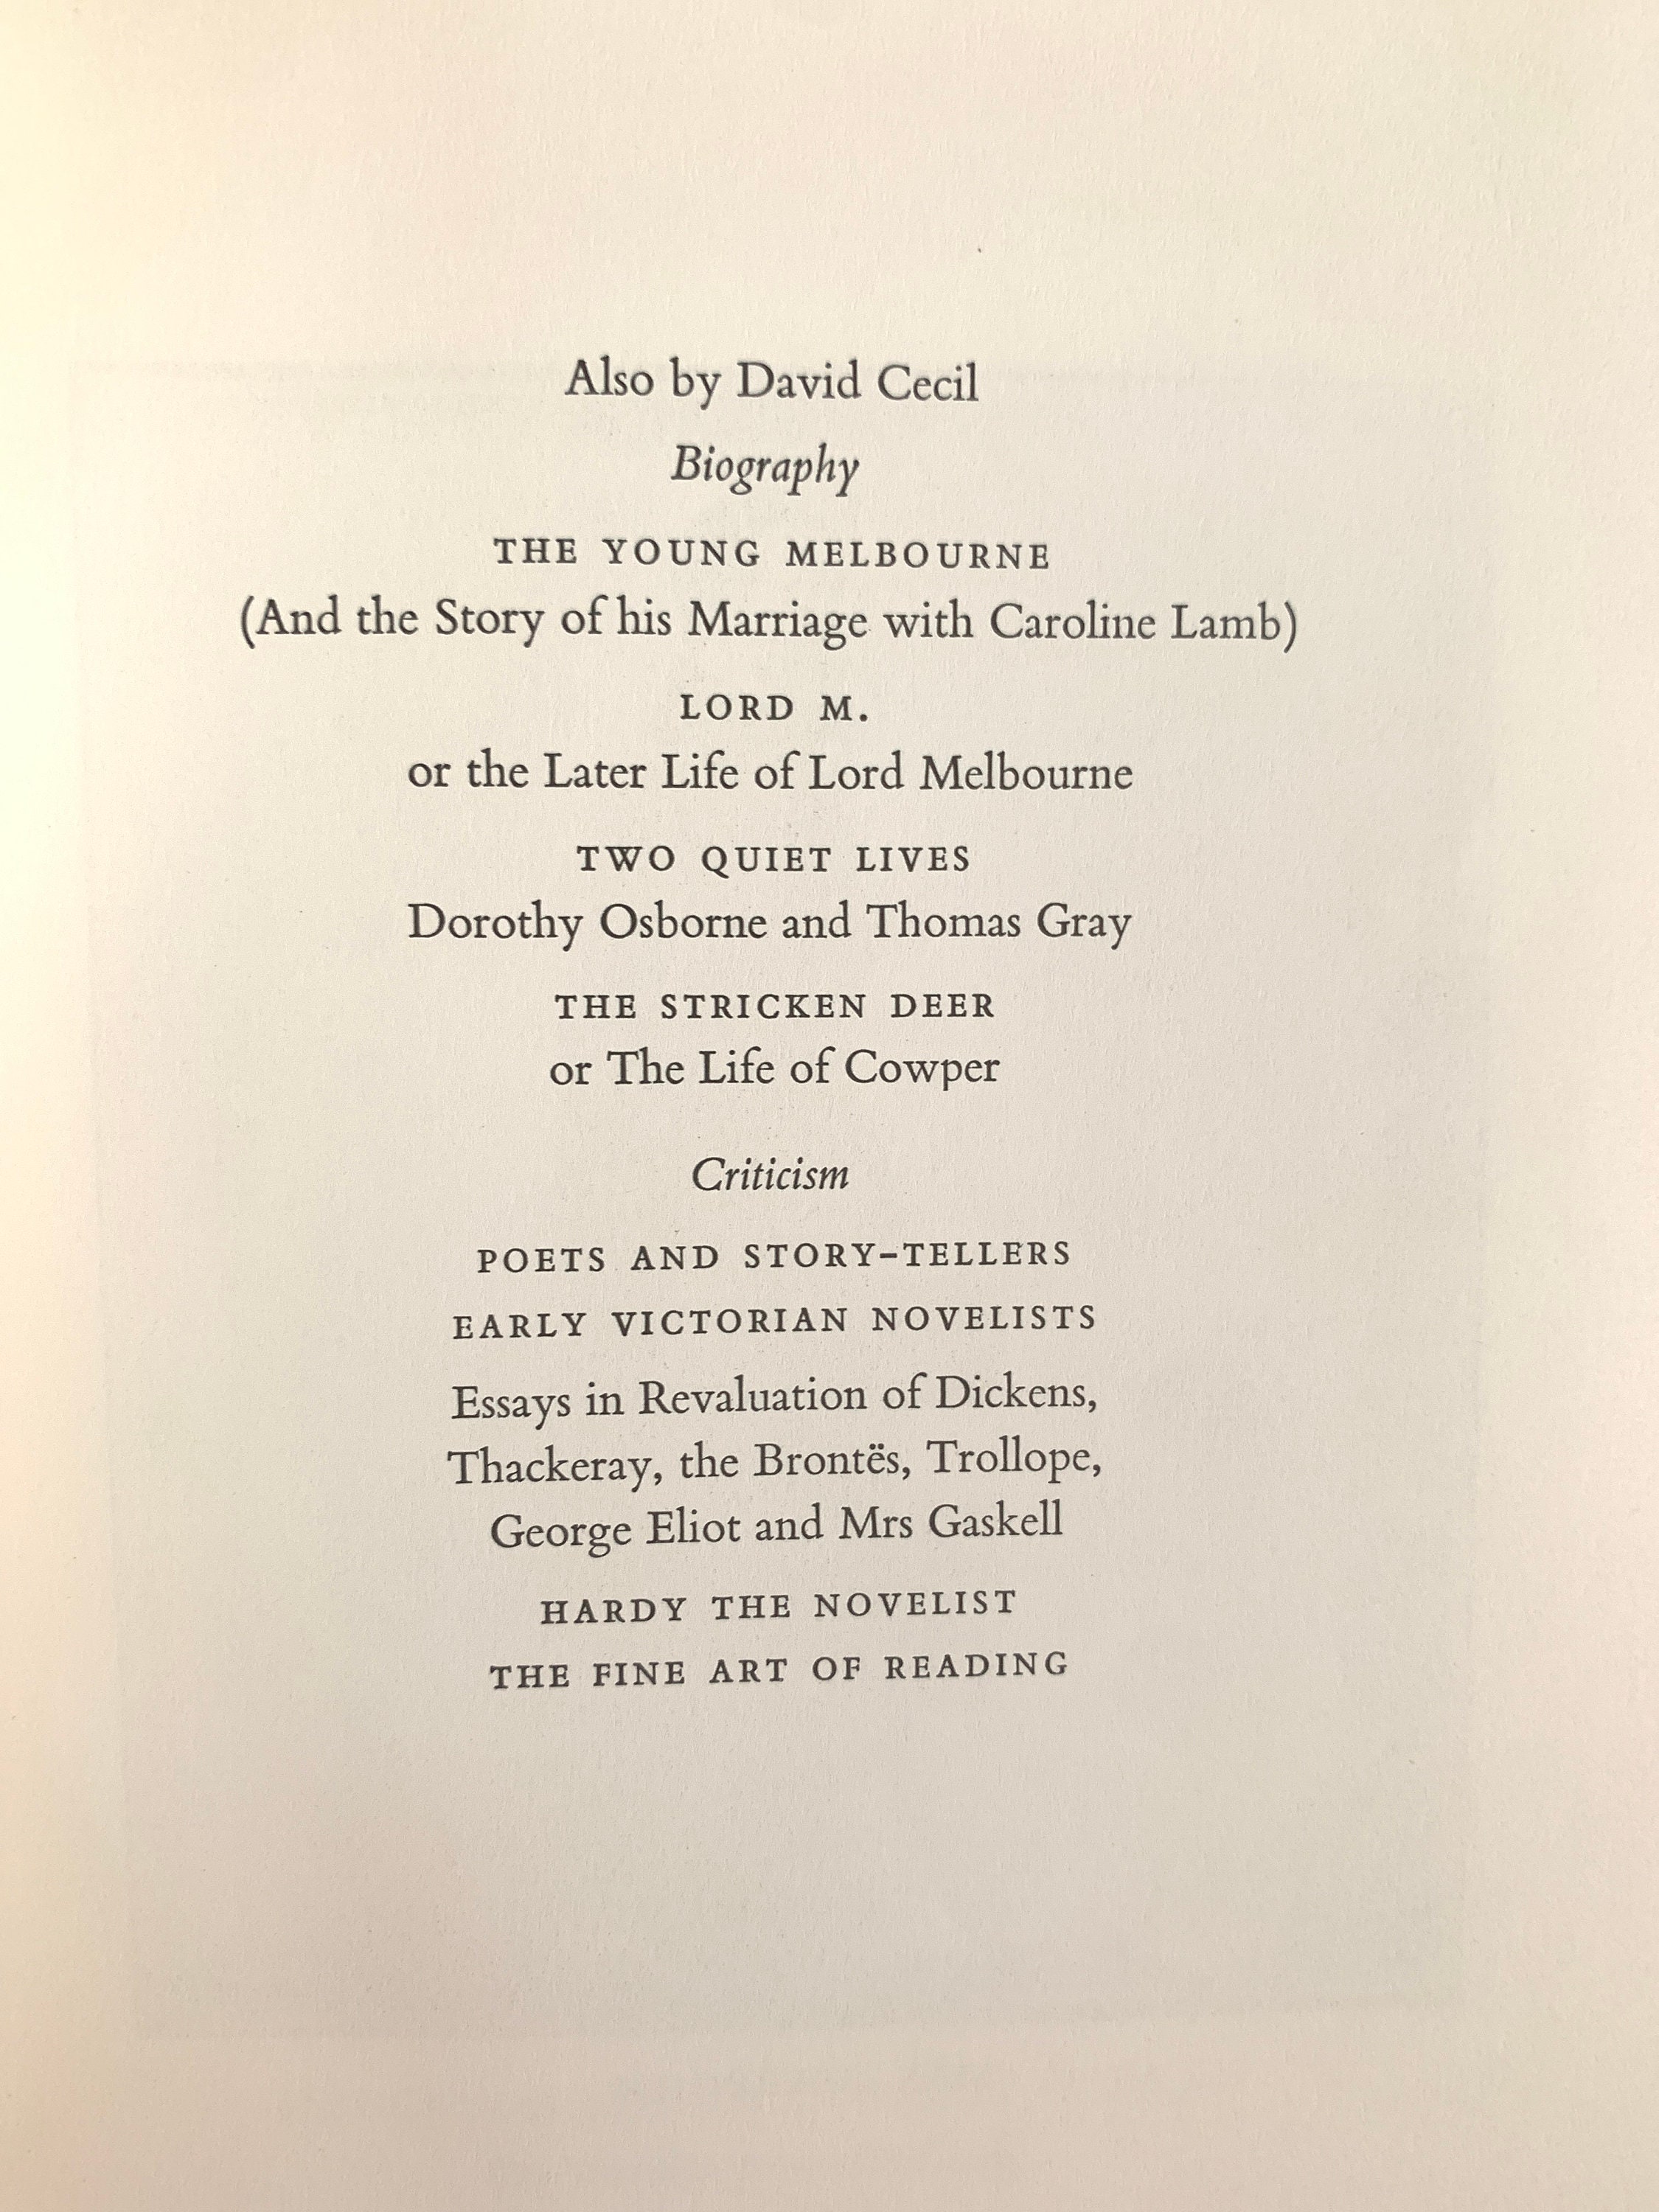 Also by David Cecil
Biography
THE YOUNG MELBOURNE
(And the Story of his Marriage with Caroline Lamb)
LORD M.
or the Later Life of Lord Melbourne
TWO QUIET LIVES
Dorothy Osborne and Thomas Gray
THE STRICKEN DEER
or The Life of Cowper
Criticism
POETS AND STORY-TELLERS
EARLY VICTORIAN NOVELISTS
Essays in Revaluation of Dickens,
Thackeray, the Brontës, Trollope,
George Eliot and Mrs Gaskell
HARDY THE NOVELIST
THE FINE ART OF READING